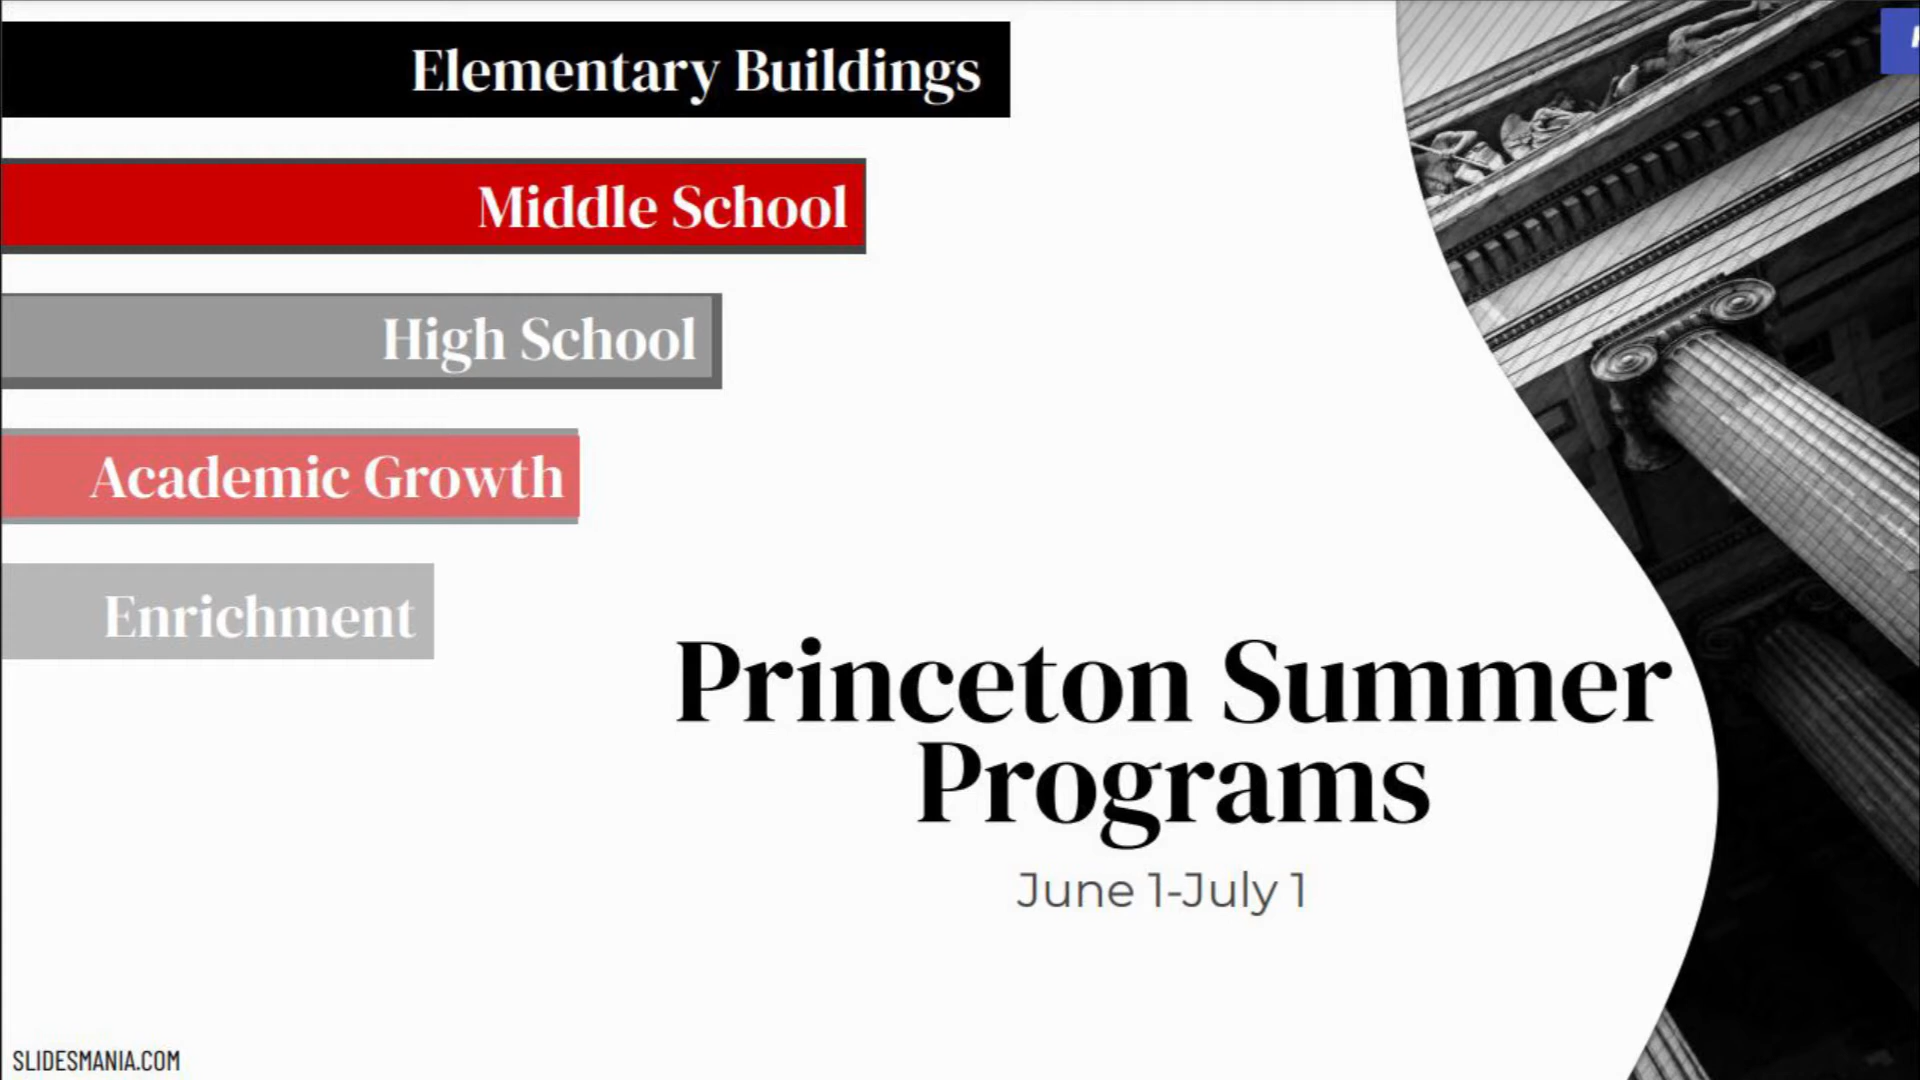 Elementary Buildings
Middle School
High School
Academic Growth
Enrichment
Princeton Summer
Programs
June 1-July 1
SLIDESMANIA.COM